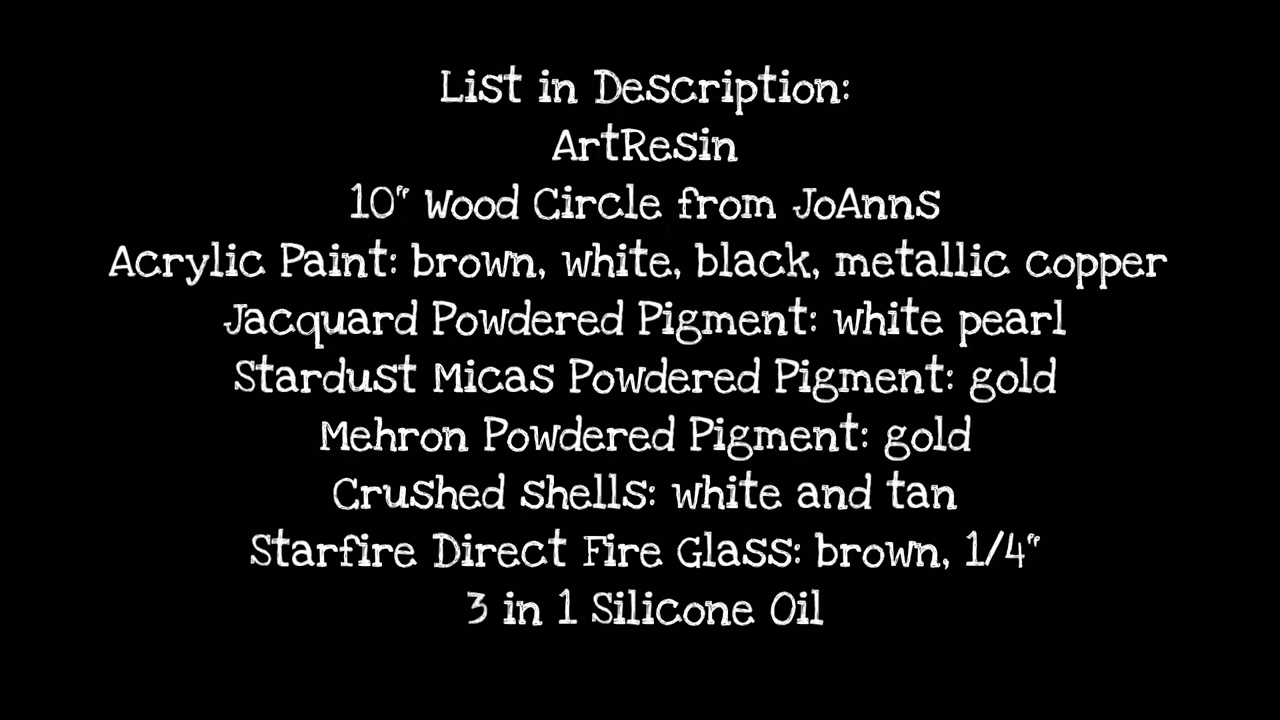 List in Description:
ArtResin
10" Wood Circle from JoAnns
Acrylic Paint: brown, white, black, metallic copper
Jacquard Powdered Pigment: white pearl
Stardust Micas Powdered Pigment: gold
Mehron Powdered Pigment: gold
Crushed shells: white and tan
Starfire Direct Fire Glass: brown, 1/4"
3 in 1 Silicone Oil